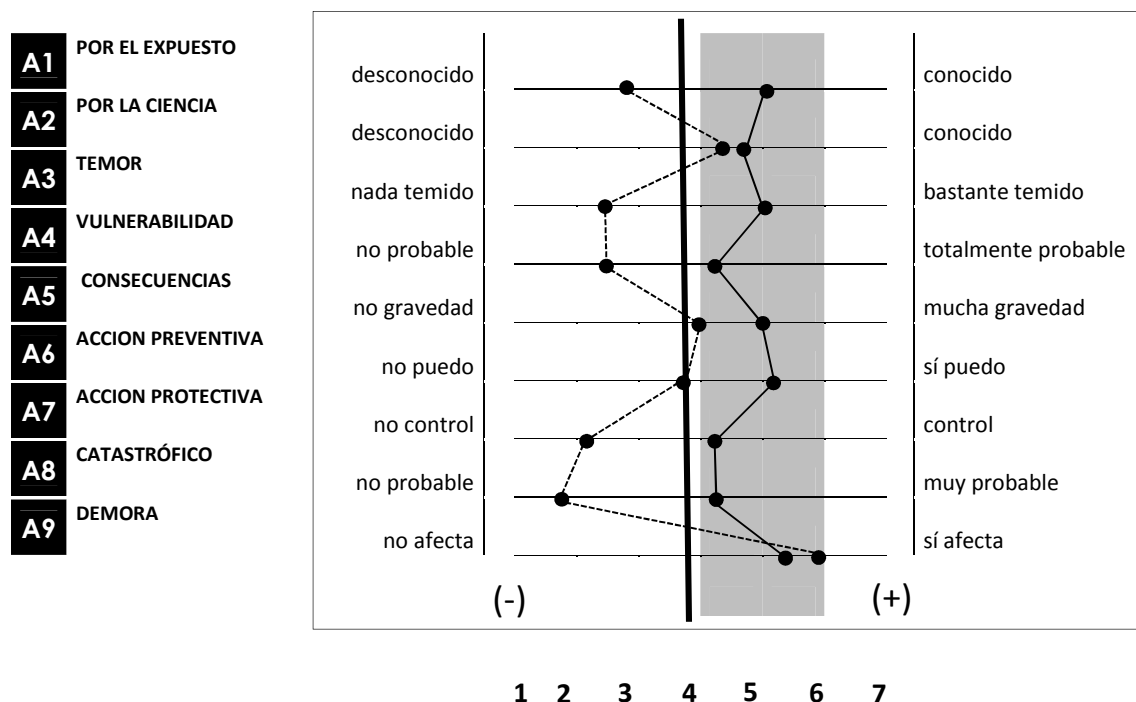 A1 POR EL EXPUESTO
desconocido conocido
A2 POR LA CIENCIA
desconocido conocido
A3 TEMOR
nada temido bastante temido
A4 VULNERABILIDAD
no probable totalmente probable
A5 CONSECUENCIAS
no gravedad mucha gravedad
A6 ACCION PREVENTIVA
no puedo sí puedo
A7 ACCION PROTECTIVA
no control control
A8 CATASTRÓFICO
no probable muy probable
A9 DEMORA
no afecta sí afecta
(-) (+)
1 2 3 4 5 6 7